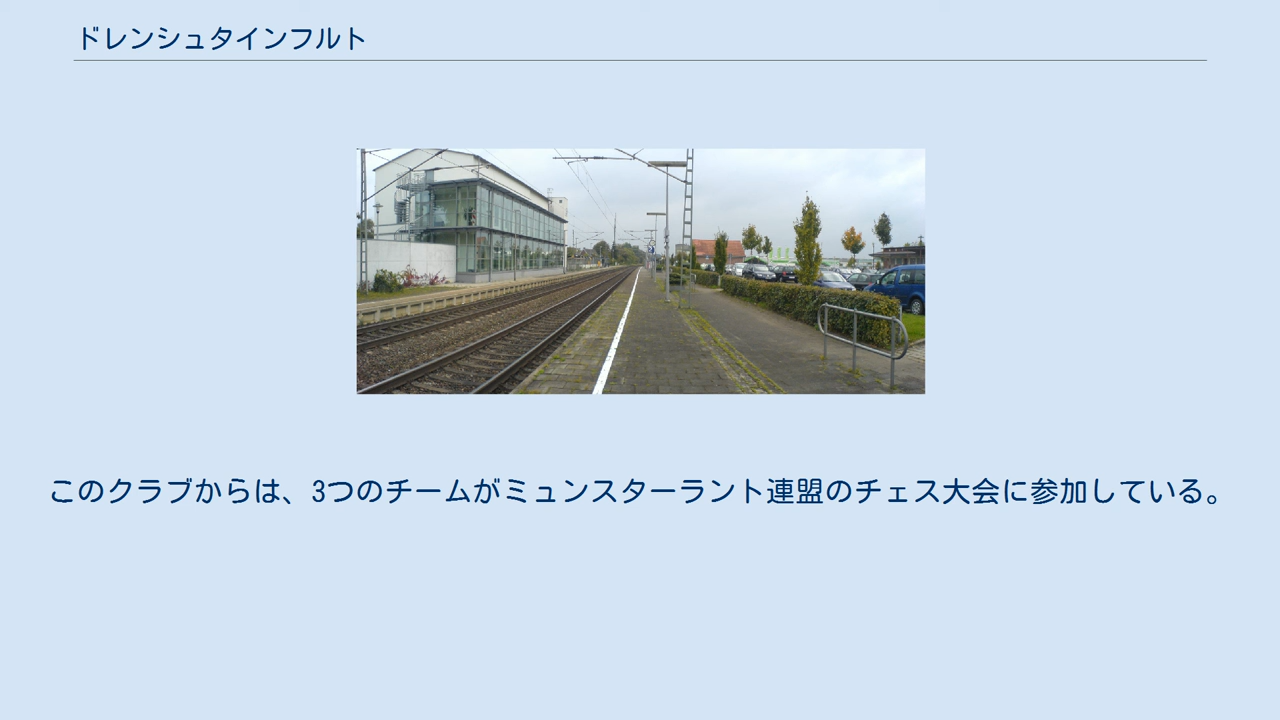 ドレンシュタインフルト
このクラブからは、3つのチームがミュンスターラント連盟のチェス大会に参加している。